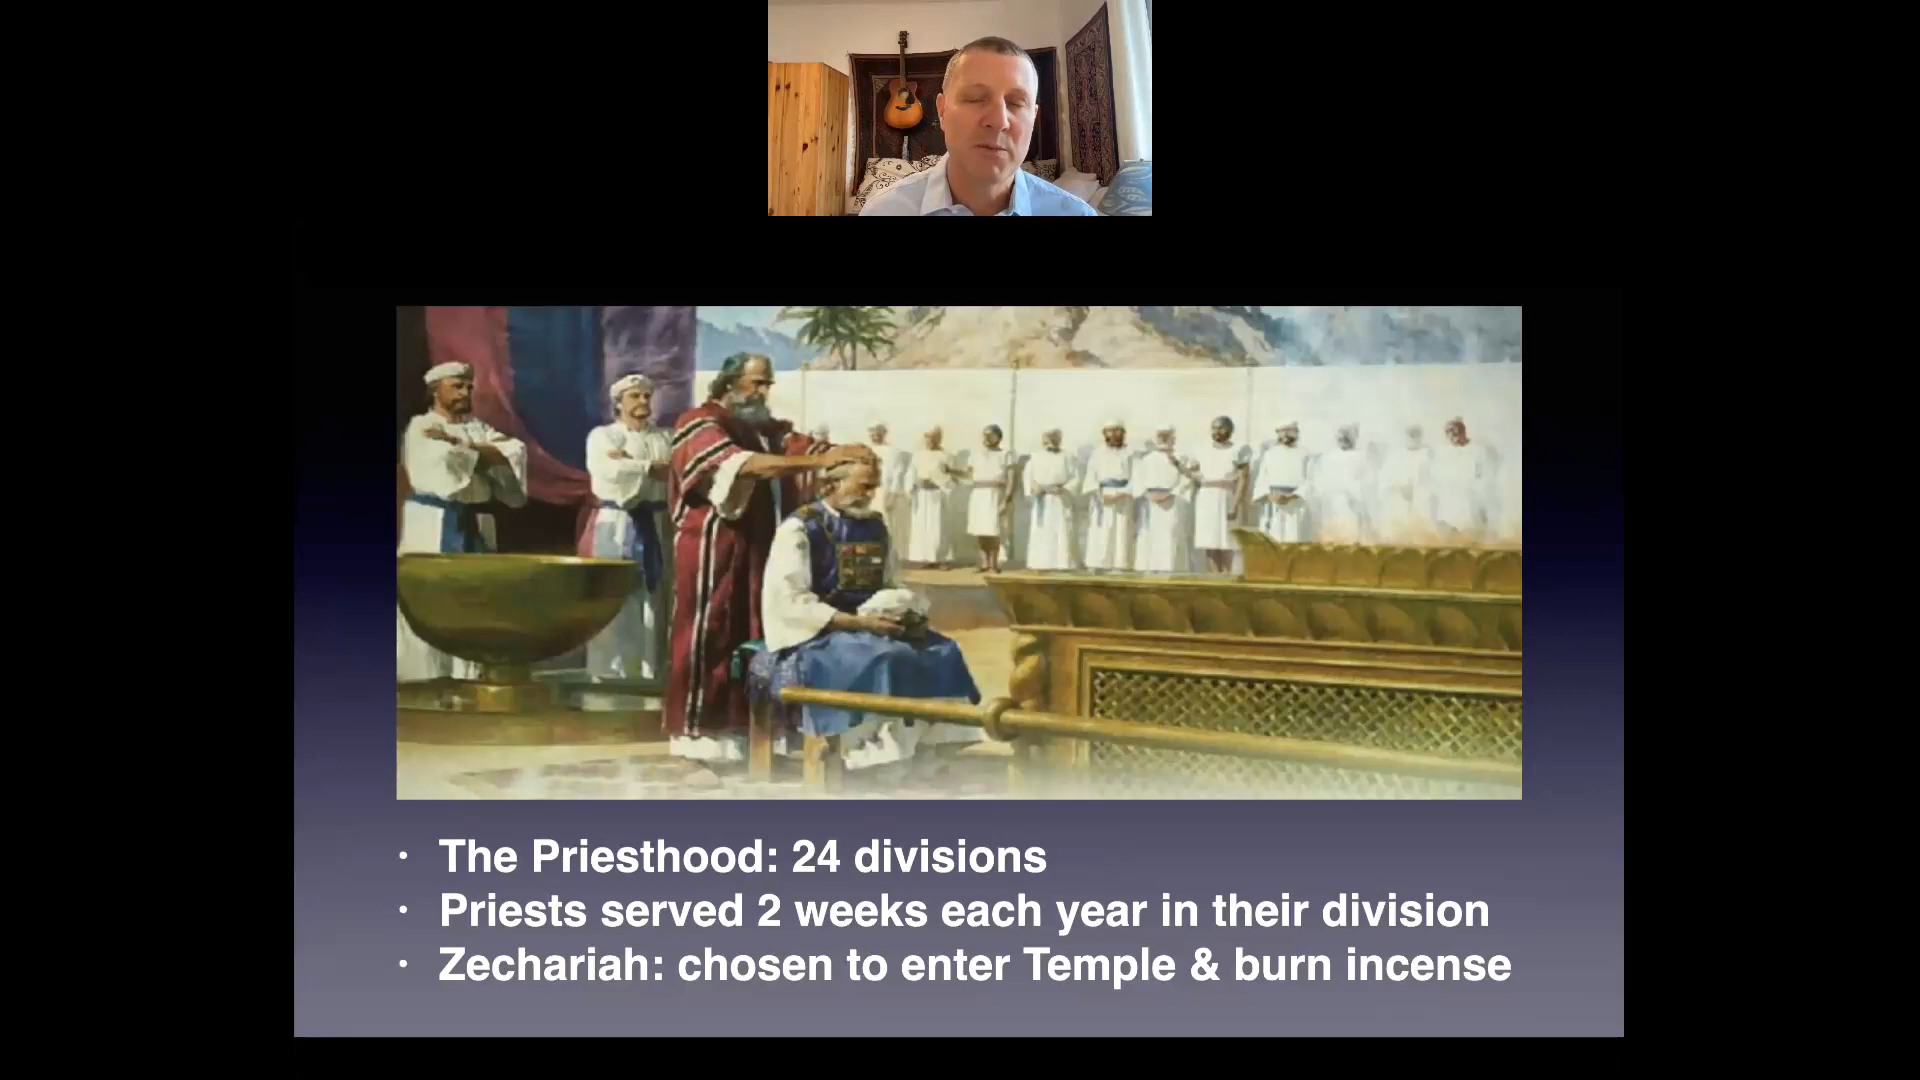 • The Priesthood: 24 divisions
• Priests served 2 weeks each year in their division
• Zechariah: chosen to enter Temple & burn incense